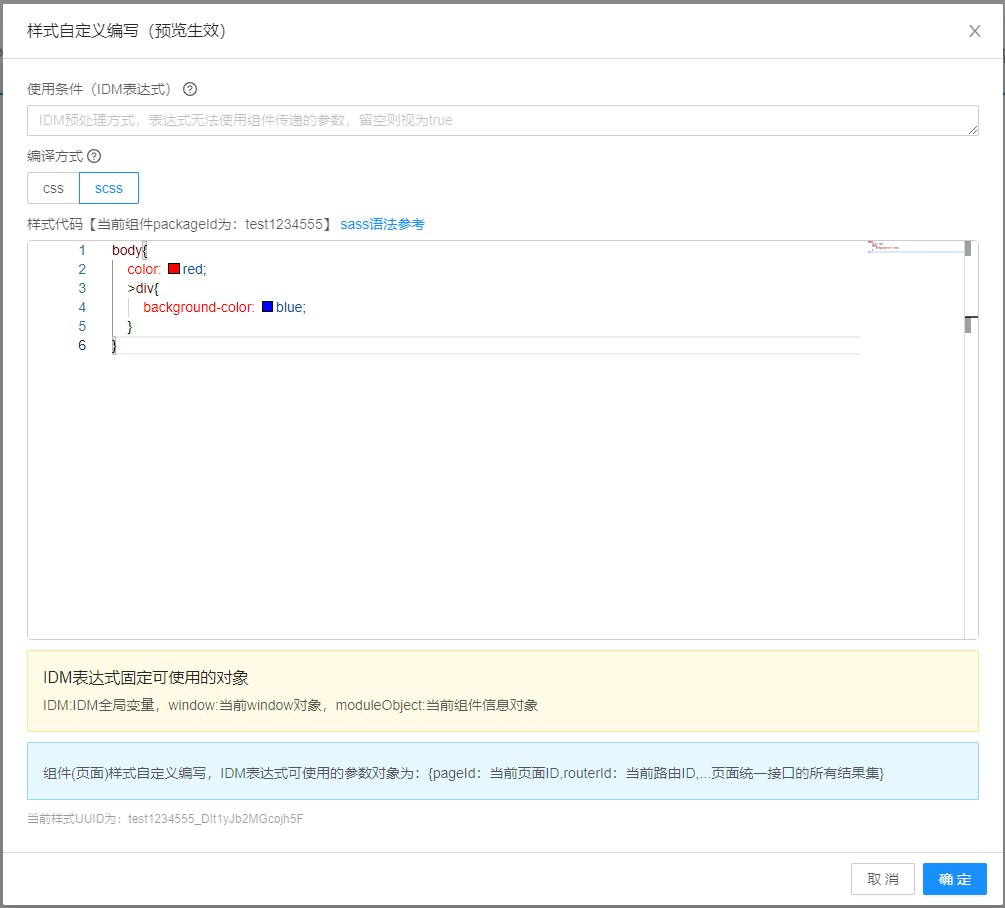 样式自定义编写（预览生效）
使用条件（IDM表达式）
IDM预处理方式，表达式无法使用组件传递的参数，留空则视为true
编译方式
css scss
样式代码【当前组件packageId为：test1234555】 sass语法参考
1 body{
2 color: red;
3 >div{
4 background-color: blue;
5 }
6 }
IDM表达式固定可使用的对象
IDM:IDM全局变量，window:当前window对象，moduleObject:当前组件信息对象
组件(页面)样式自定义编写，IDM表达式可使用的参数对象为：{pageId：当前页面ID,routerId：当前路由ID,...页面统一接口的所有结果集}
当前样式UUID为：test1234555_DIt1yJb2MGcojh5F
取 消 确 定